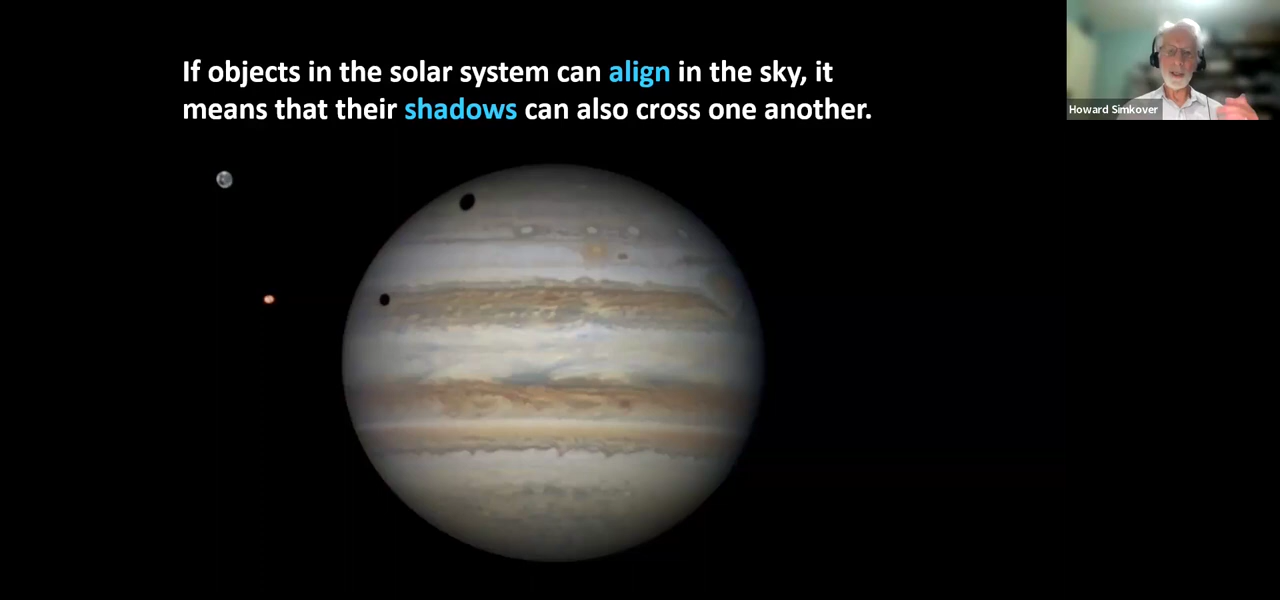 If objects in the solar system can align in the sky, it
means that their shadows can also cross one another.
Howard Simkover